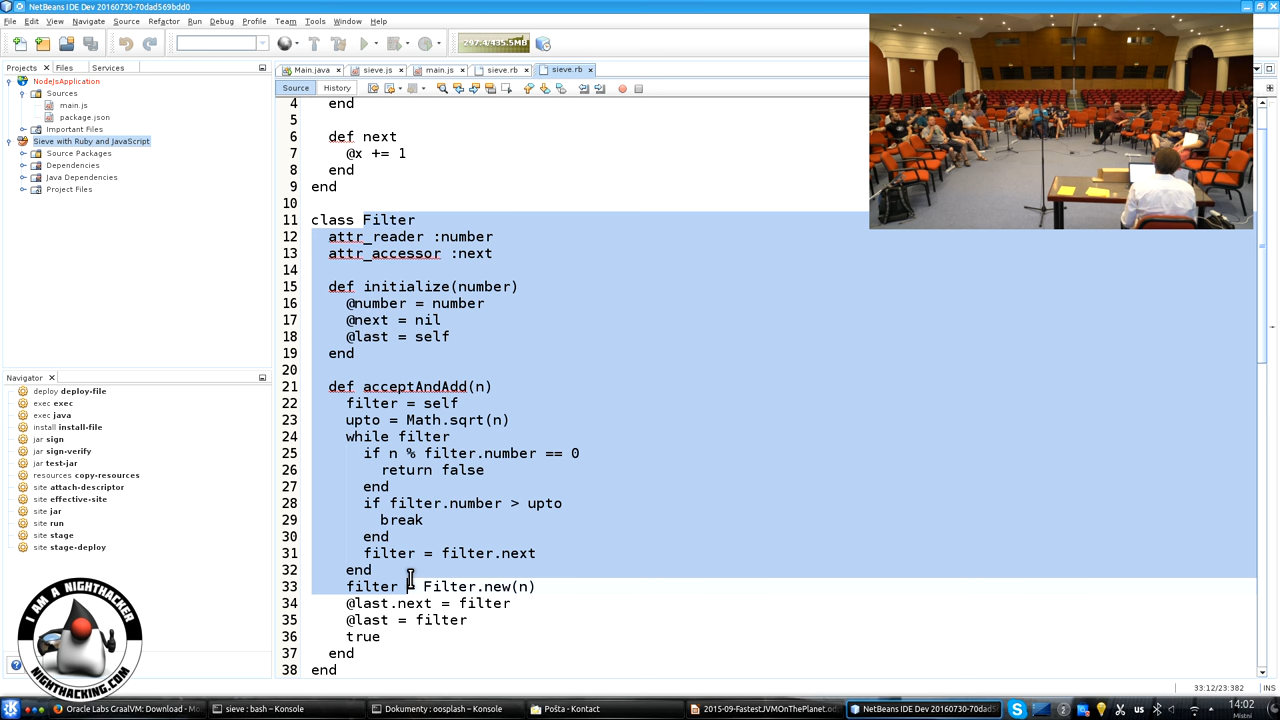 NetBeans IDE Dev 20160730-70dad569bdd0
File Edit View Navigate Source Refactor Run Debug Profile Team Tools Window Help
297.4/435.5MB
Projects Files Services
Main.java sieve.js main.js sieve.rb sieve.rb
Source History
NodeJsApplication
Sources
main.js
package.json
Important Files
Sieve with Ruby and JavaScript
Source Packages
Dependencies
Java Dependencies
Project Files
Navigator
deploy deploy-file
exec exec
exec java
install install-file
jar sign
jar sign-verify
jar test-jar
resources copy-resources
site attach-descriptor
site effective-site
site jar
site run
site stage
site stage-deploy
4 end
5
6 def next
7 @x += 1
8 end
9 end
10
11 class Filter
12 attr_reader :number
13 attr_accessor :next
14
15 def initialize(number)
16 @number = number
17 @next = nil
18 @last = self
19 end
20
21 def acceptAndAdd(n)
22 filter = self
23 upto = Math.sqrt(n)
24 while filter
25 if n % filter.number == 0
26 return false
27 end
28 if filter.number > upto
29 break
30 end
31 filter = filter.next
32 end
33 filter = Filter.new(n)
34 @last.next = filter
35 @last = filter
36 true
37 end
38 end
I AM A NIGHTHACKER
NIGHTHACKING.COM
33:12/23:382 INS
Oracle Labs GraalVM: Download - Mo sieve : bash – Konsole Dokumenty : oosplash – Konsole Pošta - Kontact 2015-09-FastestJVMOnThePlanet.od NetBeans IDE Dev 20160730-70dad5 us 14:02
Místní